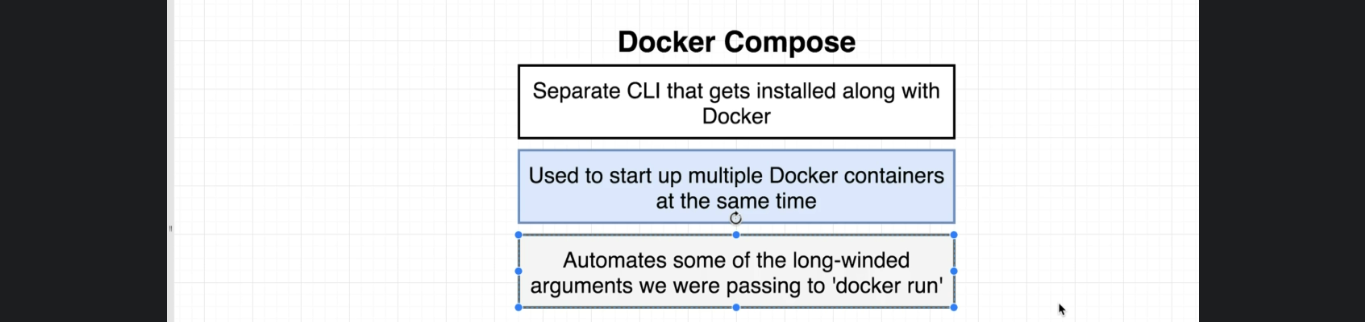 Docker Compose
Separate CLI that gets installed along with
Docker
Used to start up multiple Docker containers
at the same time
Automates some of the long-winded
arguments we were passing to 'docker run'